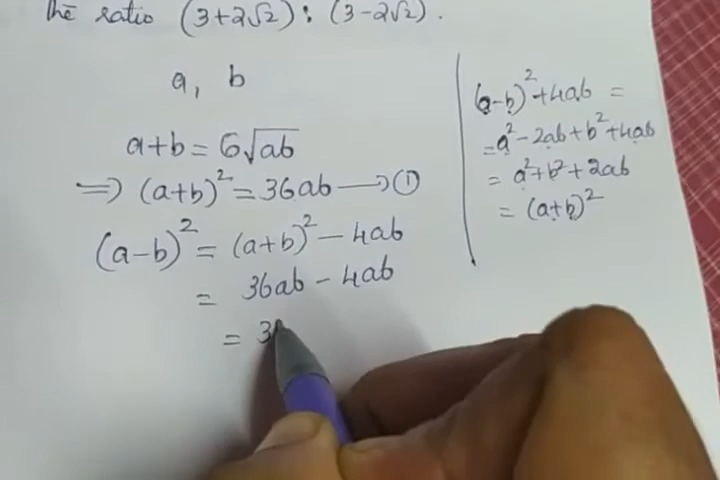 The ratio (3+2√2) : (3-2√2).
a, b
a+b = 6√ab
=> (a+b)² = 36ab —> ①
(a-b)² = (a+b)² - 4ab
= 36ab - 4ab
= 3
(a-b)² + 4ab =
= a² - 2ab + b² + 4ab
= a² + b² + 2ab
= (a+b)²